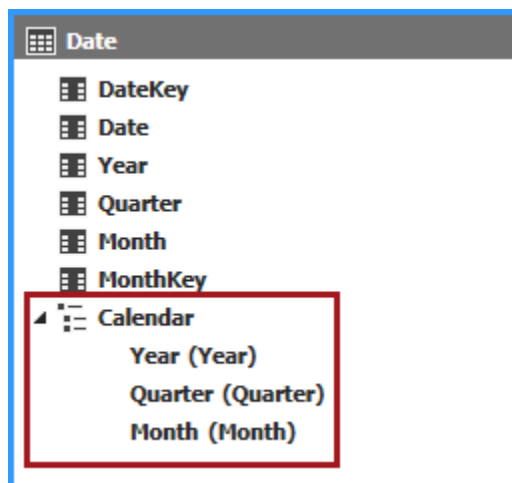 Date
DateKey
Date
Year
Quarter
Month
MonthKey
Calendar
Year (Year)
Quarter (Quarter)
Month (Month)